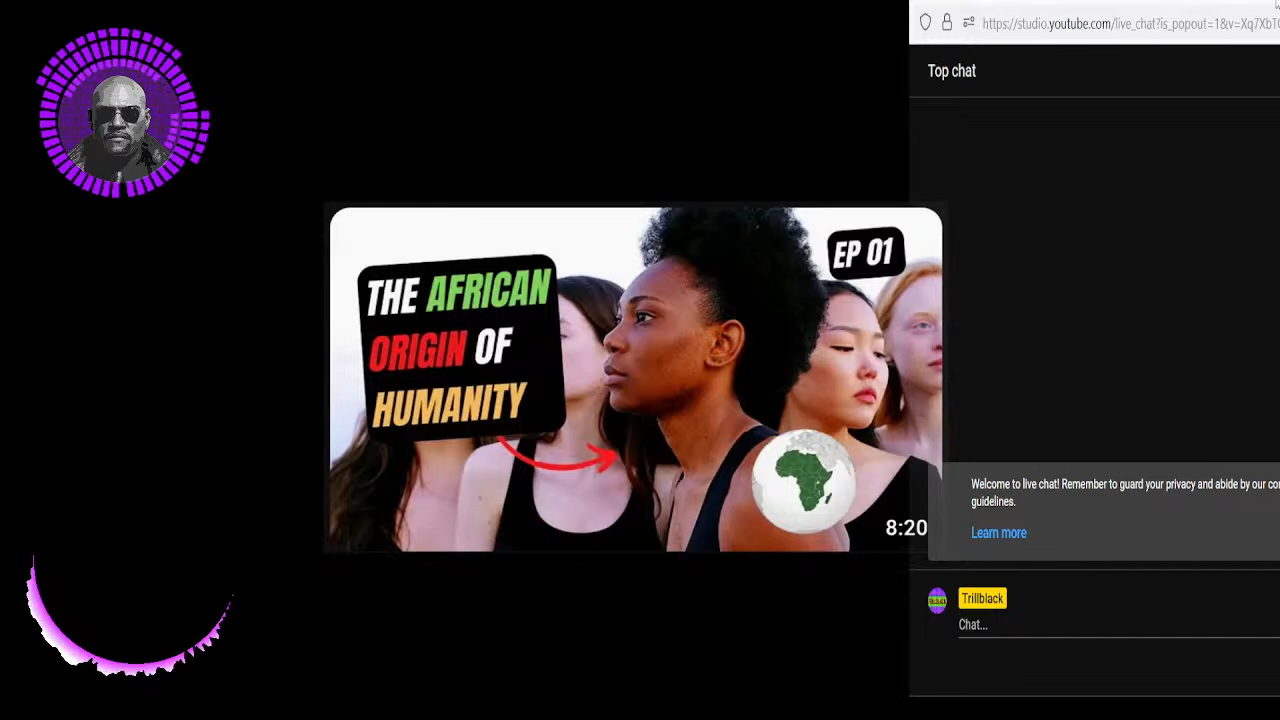 https://studio.youtube.com/live_chat?is_popout=1&v=Xq7XbT
Top chat
EP 01
THE AFRICAN
ORIGIN OF
HUMANITY
8:20
Welcome to live chat! Remember to guard your privacy and abide by our
guidelines.
Learn more
Trillblack
Chat...